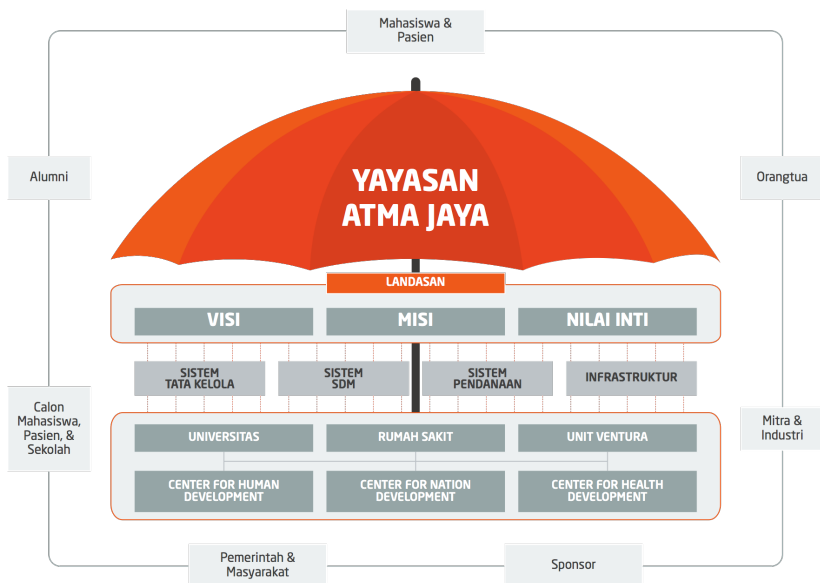 Mahasiswa &
Pasien
Alumni
Orangtua
YAYASAN
ATMA JAYA
LANDASAN
VISI
MISI
NILAI INTI
SISTEM
TATA KELOLA
SISTEM
SDM
SISTEM
PENDANAAN
INFRASTRUKTUR
Calon
Mahasiswa,
Pasien, &
Sekolah
Mitra &
Industri
UNIVERSITAS
RUMAH SAKIT
UNIT VENTURA
CENTER FOR HUMAN
DEVELOPMENT
CENTER FOR NATION
DEVELOPMENT
CENTER FOR HEALTH
DEVELOPMENT
Pemerintah &
Masyarakat
Sponsor